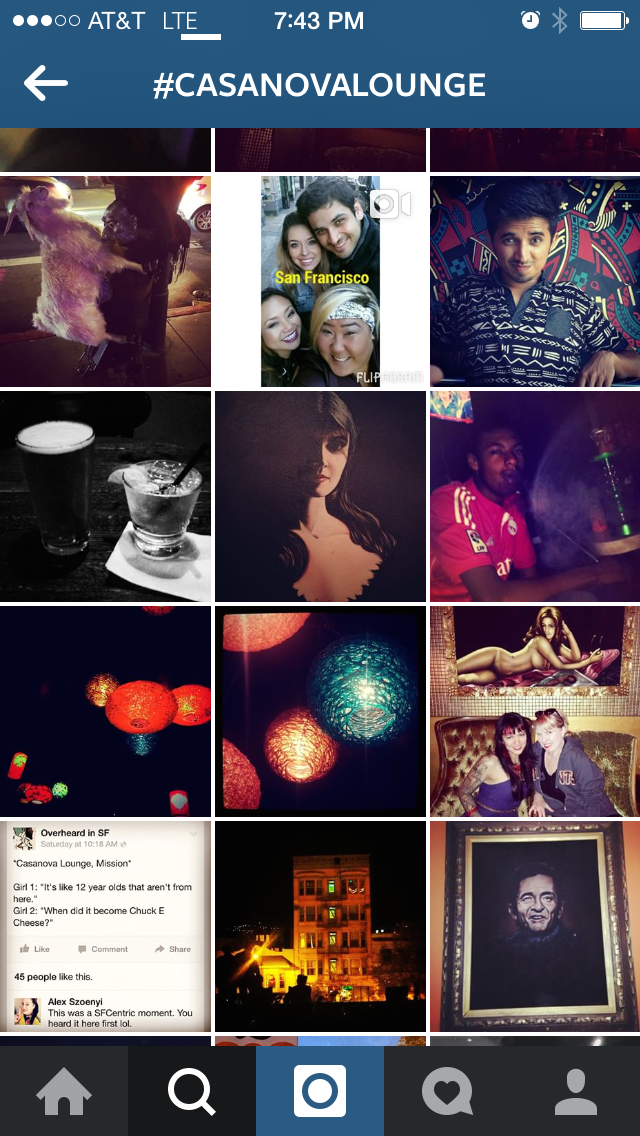 AT&T LTE 7:43 PM
#CASANOVALOUNGE
San Francisco
FLIPAGRAM
Overheard in SF
Saturday at 10:18 AM
"Casanova Lounge, Mission"
Girl 1: "It's like 12 year olds that aren't from
here."
Girl 2: "When did it become Chuck E
Cheese?"
Like Comment Share
45 people like this.
Alex Szoenyi
This was a SFCentric moment. You
heard it here first lol.